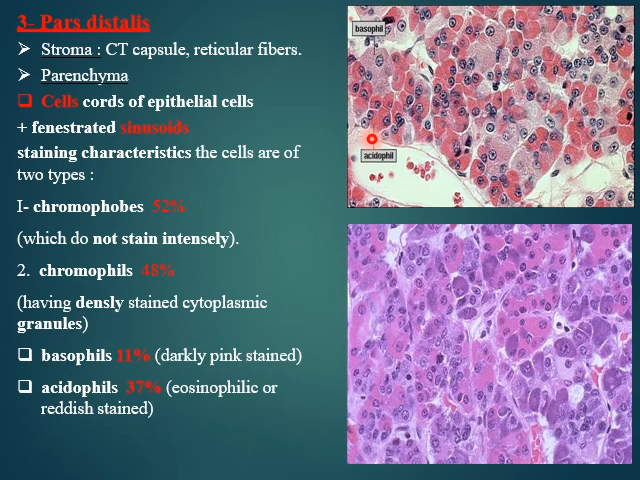 3- Pars distalis
➢ Stroma : CT capsule, reticular fibers.
➢ Parenchyma
❑ Cells cords of epithelial cells
+ fenestrated sinusoids
staining characteristics the cells are of
two types :
I- chromophobes 52%
(which do not stain intensely).
2. chromophils 48%
(having densly stained cytoplasmic
granules)
❑ basophils 11% (darkly pink stained)
❑ acidophils 37% (eosinophilic or
reddish stained)
basophil
acidophil